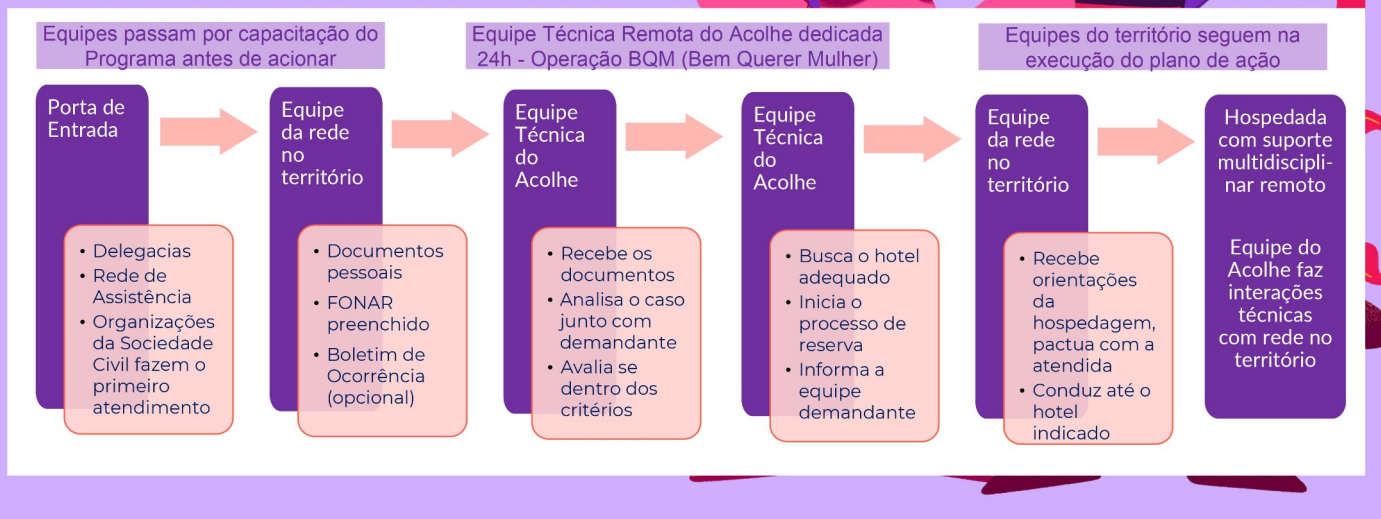 Equipes passam por capacitação do
Programa antes de acionar
Equipe Técnica Remota do Acolhe dedicada
24h - Operação BQM (Bem Querer Mulher)
Equipes do território seguem na
execução do plano de ação
Porta de
Entrada
• Delegacias
• Rede de
Assistência
• Organizações
da Sociedade
Civil fazem o
primeiro
atendimento
Equipe
da rede
no
território
• Documentos
pessoais
• FONAR
preenchido
• Boletim de
Ocorrência
(opcional)
Equipe
Técnica
do
Acolhe
• Recebe os
documentos
• Analisa o caso
junto com
demandante
• Avalia se
dentro dos
critérios
Equipe
Técnica
do
Acolhe
• Busca o hotel
adequado
• Inicia o
processo de
reserva
• Informa a
equipe
demandante
Equipe
da rede
no
território
• Recebe
orientações
da
hospedagem,
pactua com a
atendida
• Conduz até o
hotel
indicado
Hospedada
com suporte
multidiscipli-
nar remoto
Equipe do
Acolhe faz
interações
técnicas
com rede no
território